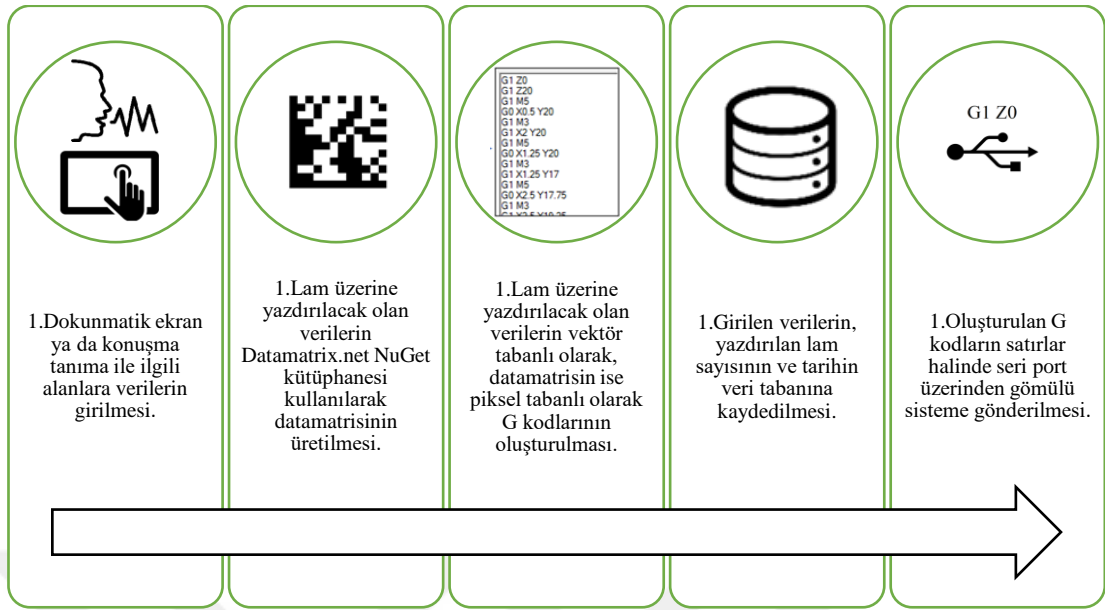 G1 Z0
G1 Z20
G1 M5
G0 X0.5 Y20
G1 M3
G1 X2 Y20
G1 M5
G0 X1.25 Y20
G1 M3
G1 X1.25 Y17
G1 M5
G0 X2.5 Y17.75
G1 M3
G1 Z0
1.Dokunmatik ekran
ya da konuşma
tanıma ile ilgili
alanlara verilerin
girilmesi.
1.Lam üzerine
yazdırılacak olan
verilerin
Datamatrix.net NuGet
kütüphanesi
kullanılarak
datamatrisinin
üretilmesi.
1.Lam üzerine
yazdırılacak olan
verilerin vektör
tabanlı olarak,
datamatrisin ise
piksel tabanlı olarak
G kodlarının
oluşturulması.
1.Girilen verilerin,
yazdırılan lam
sayısının ve tarihin
veri tabanına
kaydedilmesi.
1.Oluşturulan G
kodların satırlar
halinde seri port
üzerinden gömülü
sisteme gönderilmesi.